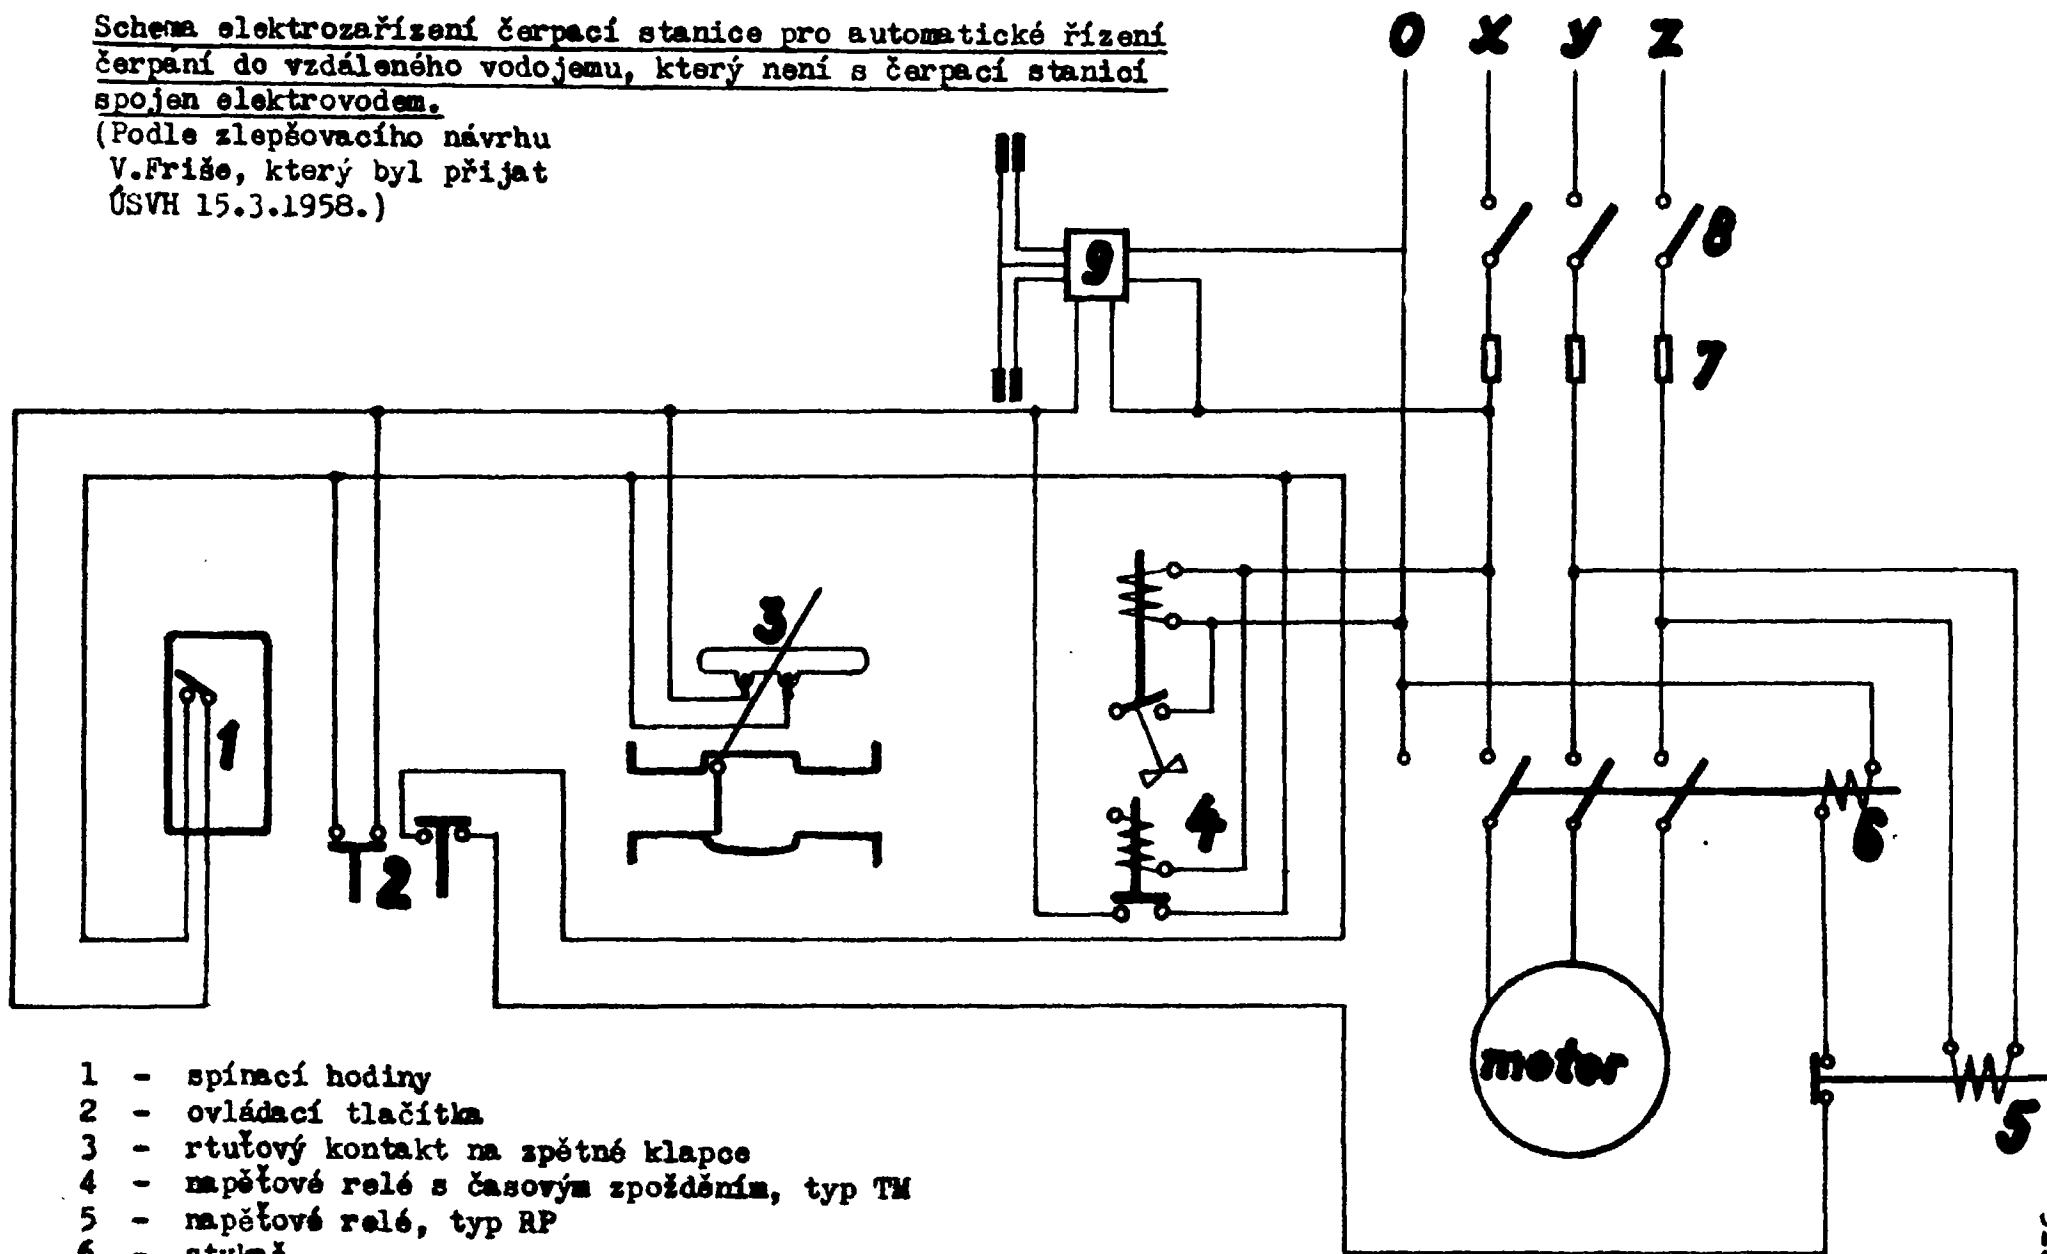 Schema elektrozařízení čerpací stanice pro automatické řízení
čerpání do vzdáleného vodojemu, který není s čerpací stanicí
spojen elektrovodem.
(Podle zlepšovacího návrhu
V.Friše, který byl přijat
ÚSVH 15.3.1958.)
0 x y z
8
9
7
3
1
4
2
6
motor
5
1 - spínací hodiny
2 - ovládací tlačítka
3 - rtuťový kontakt na zpětné klapce
4 - napěťové relé s časovým zpožděním, typ TM
5 - napěťové relé, typ RP